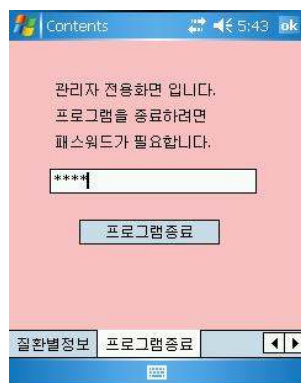 Contents 5:43 ok
관리자 전용화면 입니다.
프로그램을 종료하려면
패스워드가 필요합니다.
****
프로그램종료
질환별정보 프로그램종료